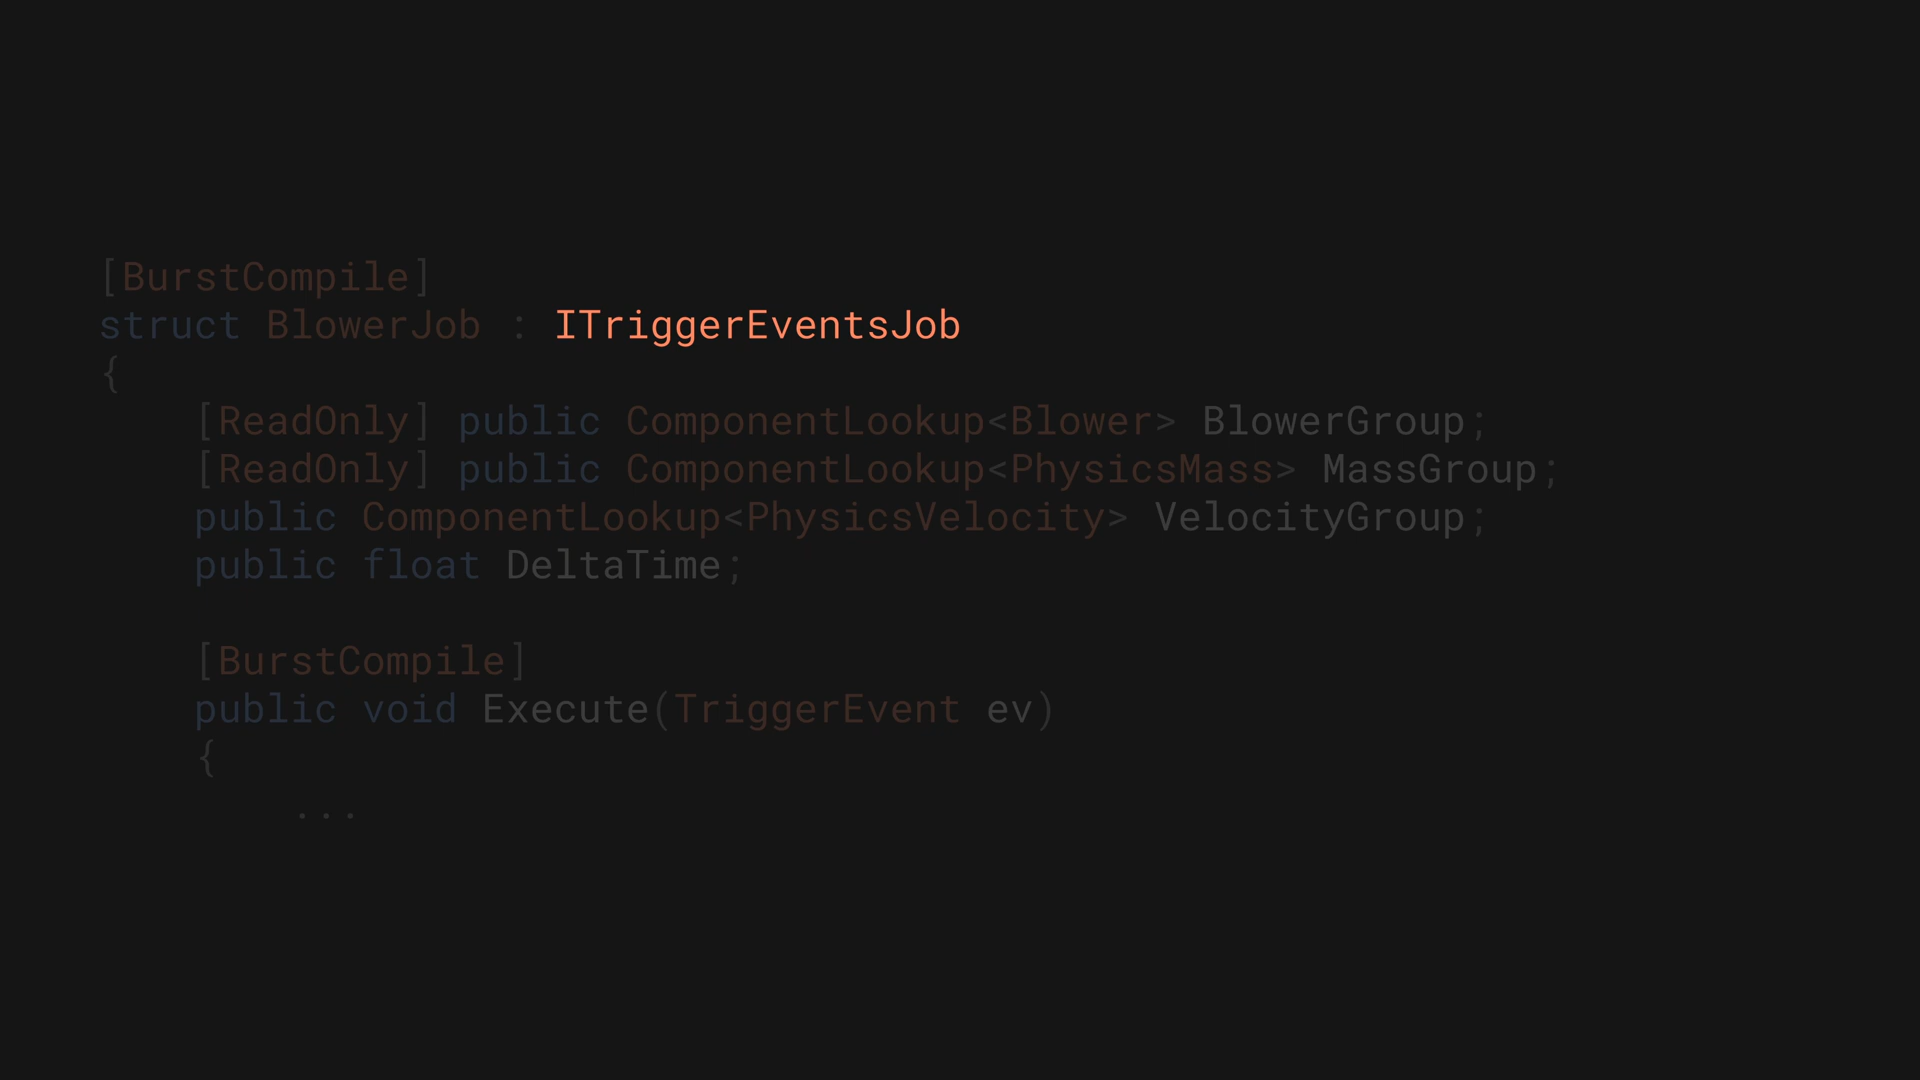 [BurstCompile]
struct BlowerJob : ITriggerEventsJob
{
    [ReadOnly] public ComponentLookup<Blower> BlowerGroup;
    [ReadOnly] public ComponentLookup<PhysicsMass> MassGroup;
    public ComponentLookup<PhysicsVelocity> VelocityGroup;
    public float DeltaTime;

    [BurstCompile]
    public void Execute(TriggerEvent ev)
    {
        ...